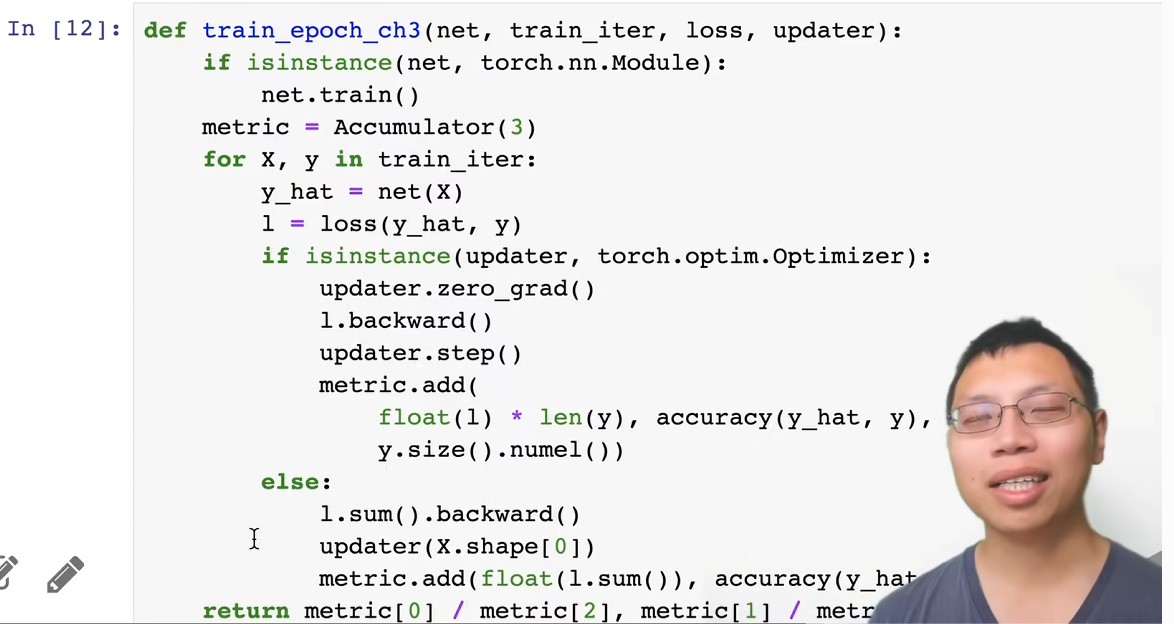 In [12]: def train_epoch_ch3(net, train_iter, loss, updater):
if isinstance(net, torch.nn.Module):
net.train()
metric = Accumulator(3)
for X, y in train_iter:
y_hat = net(X)
l = loss(y_hat, y)
if isinstance(updater, torch.optim.Optimizer):
updater.zero_grad()
l.backward()
updater.step()
metric.add(
float(l) * len(y), accuracy(y_hat, y),
y.size().numel())
else:
l.sum().backward()
updater(X.shape[0])
metric.add(float(l.sum()), accuracy(y_hat
return metric[0] / metric[2], metric[1] /